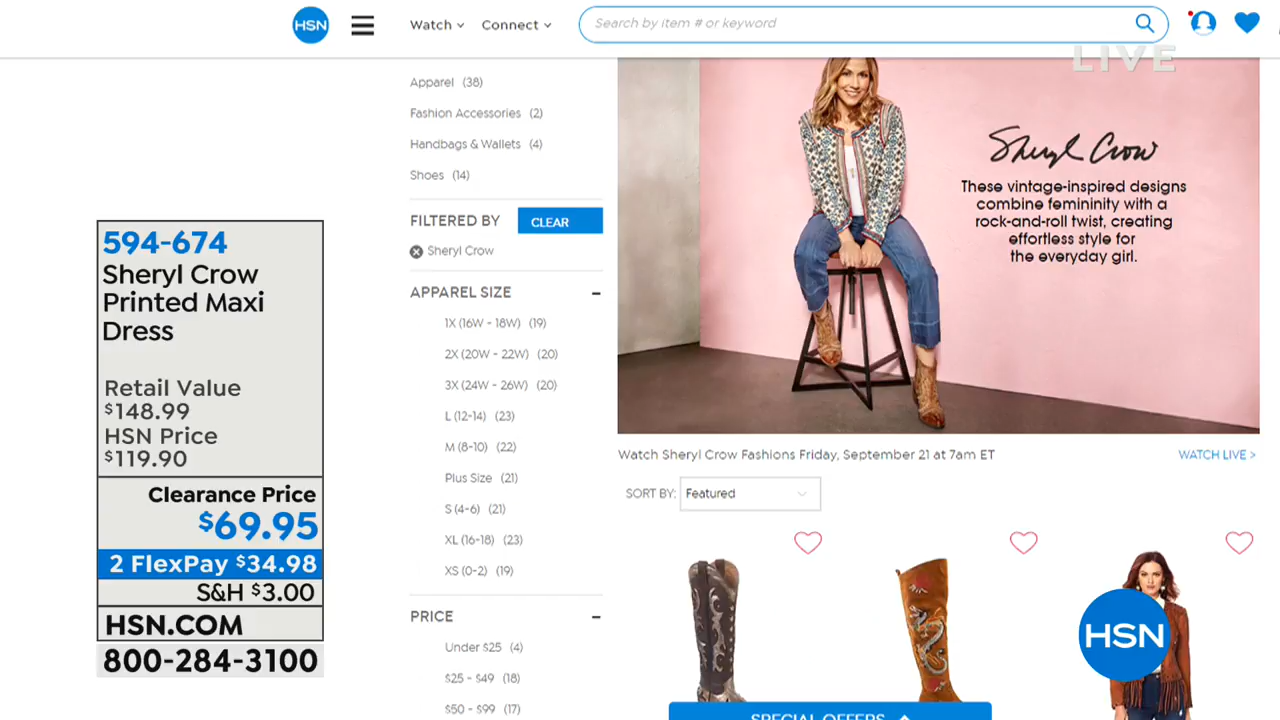 HSN
Watch
Connect
Search by item # or keyword
LIVE
Apparel (38)
Fashion Accessories (2)
Handbags & Wallets (4)
Shoes (14)
FILTERED BY
CLEAR
Sheryl Crow
APPAREL SIZE
1X (16W - 18W) (19)
2X (20W - 22W) (20)
3X (24W - 26W) (20)
L (12-14) (23)
M (8-10) (22)
Plus Size (21)
S (4-6) (21)
XL (16-18) (23)
XS (0-2) (19)
PRICE
Under $25 (4)
$25 - $49 (18)
$50 - $99 (17)
594-674
Sheryl Crow
Printed Maxi
Dress
Retail Value
$148.99
HSN Price
$119.90
Clearance Price
$69.95
2 FlexPay $34.98
S&H $3.00
HSN.COM
800-284-3100
Sheryl Crow
These vintage-inspired designs
combine femininity with a
rock-and-roll twist, creating
effortless style for
the everyday girl.
Watch Sheryl Crow Fashions Friday, September 21 at 7am ET
WATCH LIVE >
SORT BY: Featured
HSN
SPECIAL OFFERS